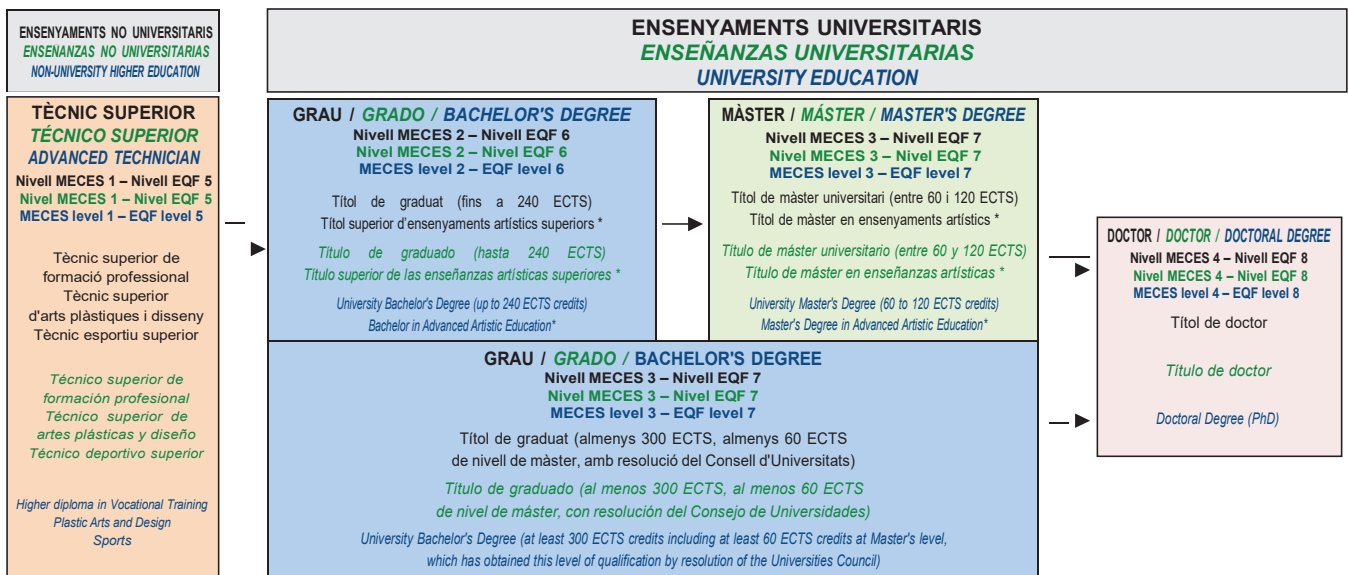 ENSENYAMENTS NO UNIVERSITARIS
ENSEÑANZAS NO UNIVERSITARIAS
NON-UNIVERSITY HIGHER EDUCATION
ENSENYAMENTS UNIVERSITARIS
ENSEÑANZAS UNIVERSITARIAS
UNIVERSITY EDUCATION
TÈCNIC SUPERIOR
TÉCNICO SUPERIOR
ADVANCED TECHNICIAN
Nivell MECES 1 – Nivell EQF 5
Nivel MECES 1 – Nivel EQF 5
MECES level 1 – EQF level 5
Tècnic superior de
formació professional
Tècnic superior
d'arts plàstiques i disseny
Tècnic esportiu superior
Técnico superior de
formación profesional
Técnico superior de
artes plásticas y diseño
Técnico deportivo superior
Higher diploma in Vocational Training
Plastic Arts and Design
Sports
GRAU / GRADO / BACHELOR'S DEGREE
Nivell MECES 2 – Nivell EQF 6
Nivel MECES 2 – Nivel EQF 6
MECES level 2 – EQF level 6
Títol de graduat (fins a 240 ECTS)
Títol superior d'ensenyaments artístics superiors *
Título de graduado (hasta 240 ECTS)
Título superior de las enseñanzas artísticas superiores *
University Bachelor's Degree (up to 240 ECTS credits)
Bachelor in Advanced Artistic Education*
MÀSTER / MÁSTER / MASTER'S DEGREE
Nivell MECES 3 – Nivell EQF 7
Nivel MECES 3 – Nivel EQF 7
MECES level 3 – EQF level 7
Títol de màster universitari (entre 60 i 120 ECTS)
Títol de màster en ensenyaments artístics *
Título de máster universitario (entre 60 y 120 ECTS)
Título de máster en enseñanzas artísticas *
University Master's Degree (60 to 120 ECTS credits)
Master's Degree in Advanced Artistic Education*
GRAU / GRADO / BACHELOR'S DEGREE
Nivell MECES 3 – Nivell EQF 7
Nivel MECES 3 – Nivel EQF 7
MECES level 3 – EQF level 7
Títol de graduat (almenys 300 ECTS, almenys 60 ECTS
de nivell de màster, amb resolució del Consell d'Universitats)
Título de graduado (al menos 300 ECTS, al menos 60 ECTS
de nivel de máster, con resolución del Consejo de Universidades)
University Bachelor's Degree (at least 300 ECTS credits including at least 60 ECTS credits at Master's level,
which has obtained this level of qualification by resolution of the Universities Council)
DOCTOR / DOCTOR / DOCTORAL DEGREE
Nivell MECES 4 – Nivell EQF 8
Nivel MECES 4 – Nivel EQF 8
MECES level 4 – EQF level 8
Títol de doctor
Título de doctor
Doctoral Degree (PhD)